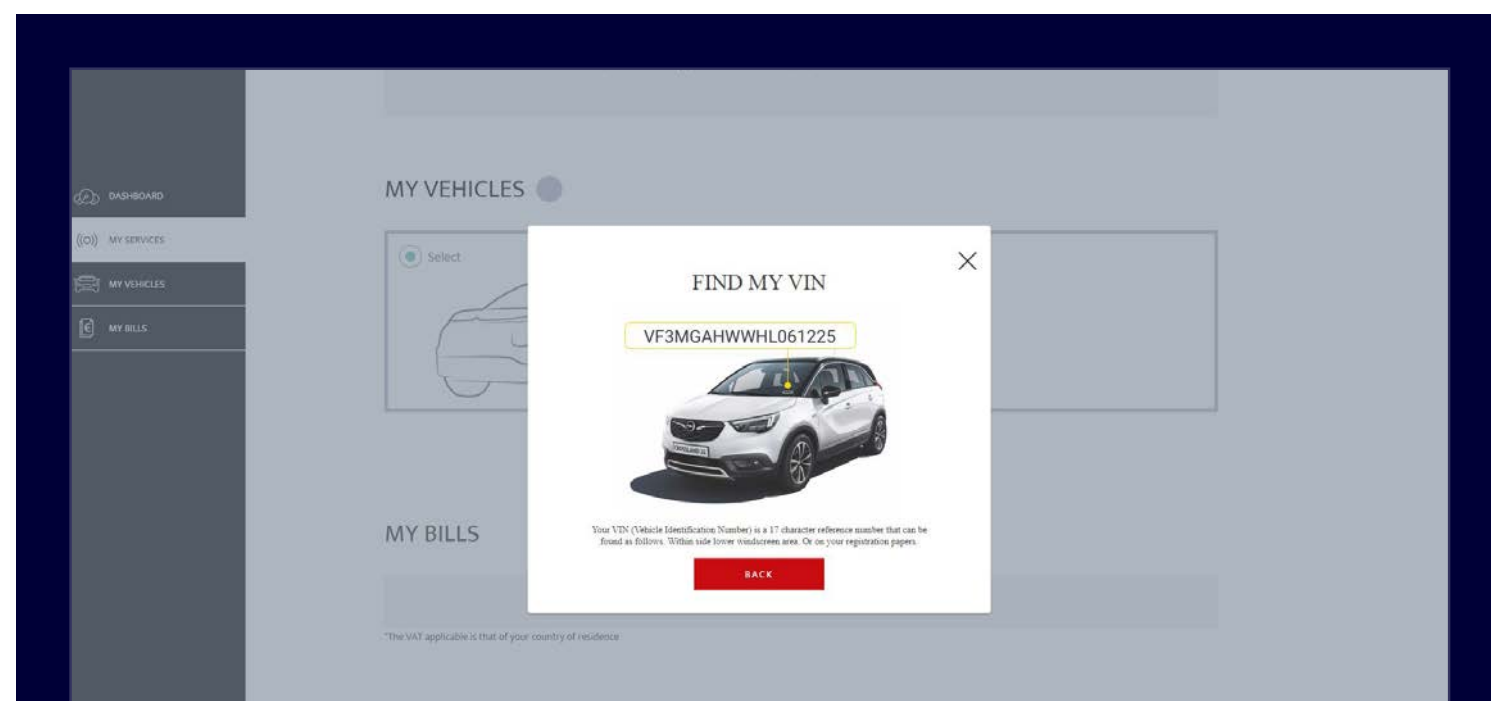 DASHBOARD
MY SERVICES
MY VEHICLES
MY BILLS
MY VEHICLES
Select
FIND MY VIN
VF3MGAHWWHL061225
Your VIN (Vehicle Identification Number) is a 17 character reference number that can be
found as follows. Within side lower windscreen area. Or on your registration papers.
BACK
MY BILLS
*The VAT applicable is that of your country of residence